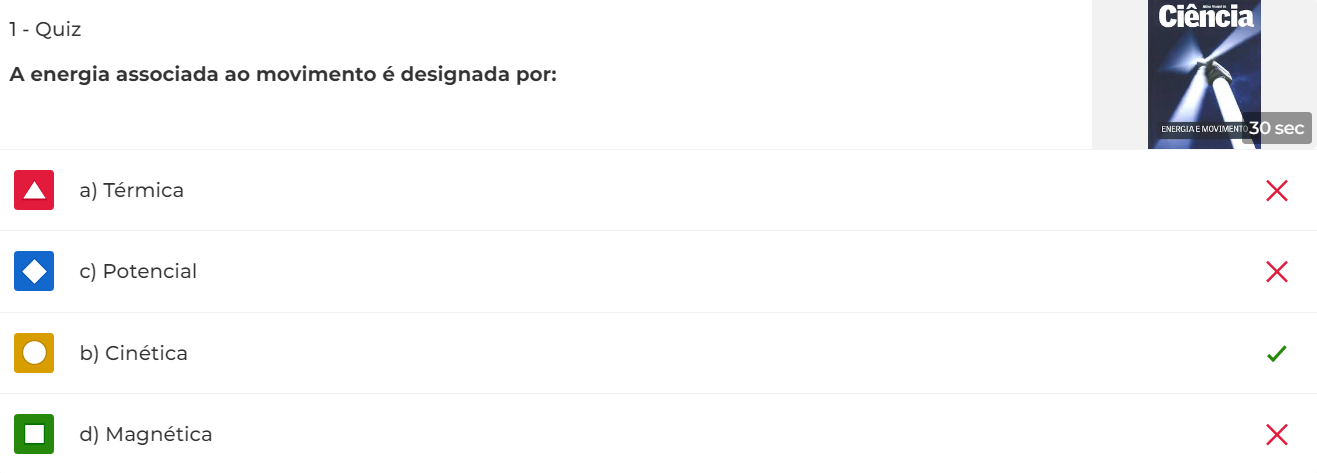 1 - Quiz
A energia associada ao movimento é designada por:
Ciência
ENERGIA E MOVIMENTO
30 sec
a) Térmica
c) Potencial
b) Cinética
d) Magnética